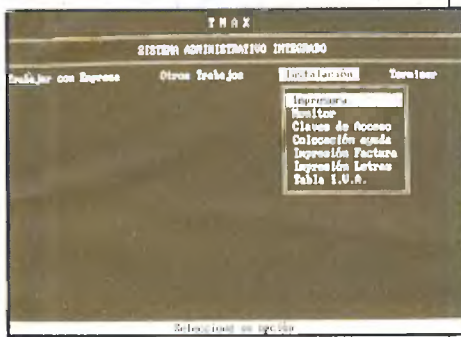 T M A X
SISTEMA ADMINISTRATIVO INTEGRADO
Trabajar con Empresa Otros Trabajos Instalación Terminar
Impresora
Monitor
Claves de Acceso
Colocación ayuda
Impresión Factura
Impresión Letras
Tabla I.V.A.
Seleccione su opción